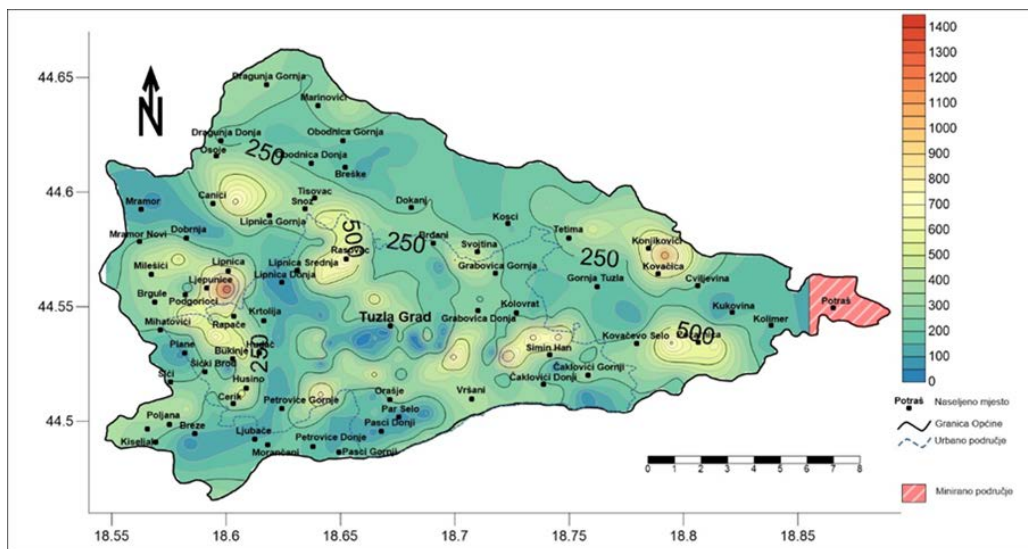 44.65
44.6
44.55
44.5
18.55
18.6
18.65
18.7
18.75
18.8
18.85
N
Dragunja Gornja
Marinovići
Dragunja Donja
Obodnica Gornja
Osoje
250
Obodnica Donja
Breške
Mramor
Canići
Tisovac
Snoz
Dokanj
Lipnica Gornja
Kosci
Mramor Novi
Dobrnja
500
Rasovac
250
Brđani
Svojtina
Tetima
250
Konjikovići
Milešići
Lipnica
Lipnica Srednja
Grabovica Gornja
Kovačica
Ljepunice
Lipnica Donja
Gornja Tuzla
Cviljevina
Brgule
Podgorioci
Krtolija
Tuzla Grad
Kolovrat
Grabovica Donja
Kukovina
Potraš
Mihatovići
Rapače
Kolimer
Plane
Bukinje
Hudeč
250
Simin Han
Kovačevo Selo
500
Šići
Šićki Brod
Husino
Orašje
Vršani
Čaklovići Donji
Čaklovići Gornji
Cerik
Petrovice Gornje
Par Selo
Poljana
Breze
Ljubače
Petrovice Donje
Pasci Donji
Kiseljak
Morančani
Pasci Gornji
0 1 2 3 4 5 6 7 8
1400
1300
1200
1100
1000
900
800
700
600
500
400
300
200
100
0
Potraš
Naseljeno mjesto
Granica Općine
Urbano područje
Minirano područje